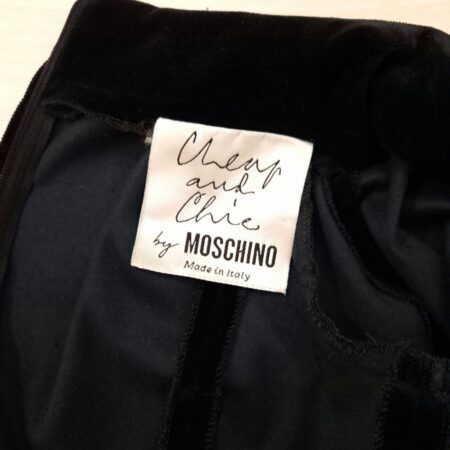 Cheap
and
Chic
by MOSCHINO
Made in Italy